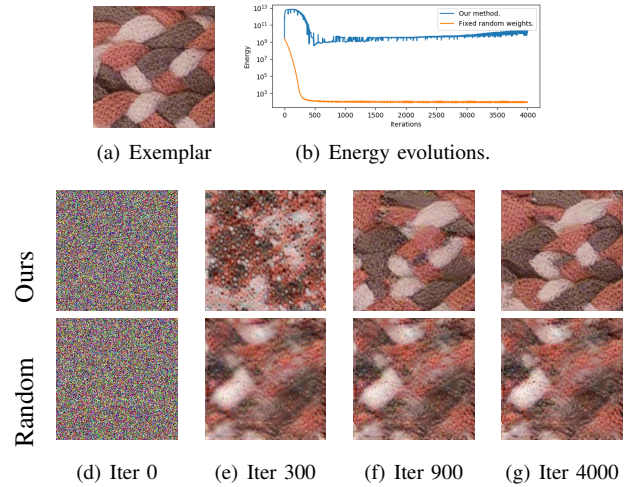 10^13
10^11
10^9
10^7
10^5
10^3
Energy
Our method.
Fixed random weights.
0 500 1000 1500 2000 2500 3000 3500 4000
Iterations
(a) Exemplar
(b) Energy evolutions.
Ours
Random
(d) Iter 0
(e) Iter 300
(f) Iter 900
(g) Iter 4000